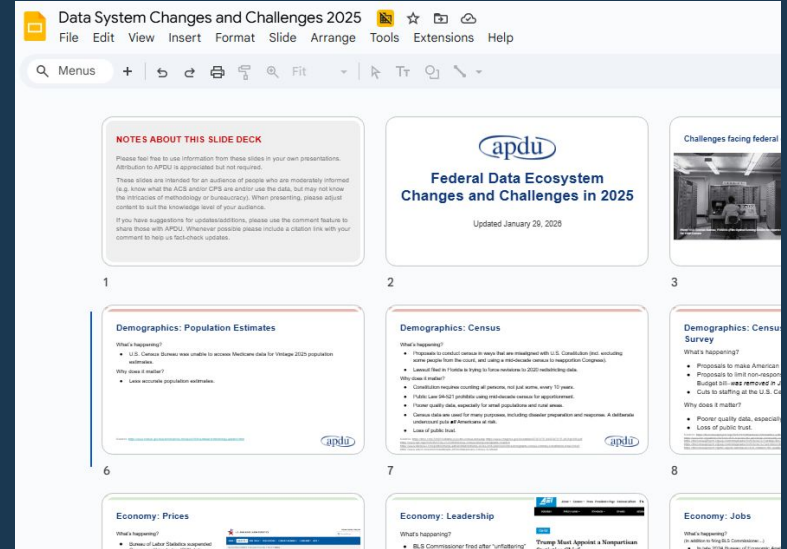 Data System Changes and Challenges 2025
File Edit View Insert Format Slide Arrange Tools Extensions Help
Menus
Fit
NOTES ABOUT THIS SLIDE DECK
Please feel free to use information from these slides in your own presentations.
Attribution to APDU is appreciated but not required.
These slides are intended for an audience of people who are moderately informed
(e.g. know what the ACS and/or CPS are and/or use the data, but may not know
the intricacies of methodology or bureaucracy). When presenting, please adjust
content to suit the knowledge level of your audience.
If you have suggestions for updates/additions, please use the comment feature to
share those with APDU. Whenever possible please include a citation link with your
comment to help us fact-check updates.
1
apdu
Federal Data Ecosystem
Changes and Challenges in 2025
Updated January 29, 2026
2
Challenges facing federal
3
Demographics: Population Estimates
What's happening?
U.S. Census Bureau was unable to access Medicare data for Vintage 2025 population
estimates.
Why does it matter?
Less accurate population estimates.
apdu
6
Demographics: Census
What's happening?
Proposals to conduct census in ways that are misaligned with U.S. Constitution (incl. excluding
some people from the count, and using a mid-decade census to reapportion Congress).
Lawsuit filed in Florida is trying to force revisions to 2020 redistricting data.
Why does it matter?
Constitution requires counting all persons, not just some, every 10 years.
Public Law 94-521 prohibits using mid-decade census for apportionment.
Poorer quality data, especially for small populations and rural areas.
Census data are used for many purposes, including disaster preparation and response. A deliberate
undercount puts all Americans at risk.
Loss of public trust.
apdu
7
Demographics: Census
Survey
What's happening?
Proposals to make American
Proposals to limit non-respon
Budget bill--was removed in J
Cuts to staffing at the U.S. Ce
Why does it matter?
Poorer quality data, especially
Loss of public trust.
8
Economy: Prices
What's happening?
Bureau of Labor Statistics suspended
Economy: Leadership
What's happening?
BLS Commissioner fired after "unflattering"
Trump Must Appoint a Nonpartisan
Economy: Jobs
What's happening?